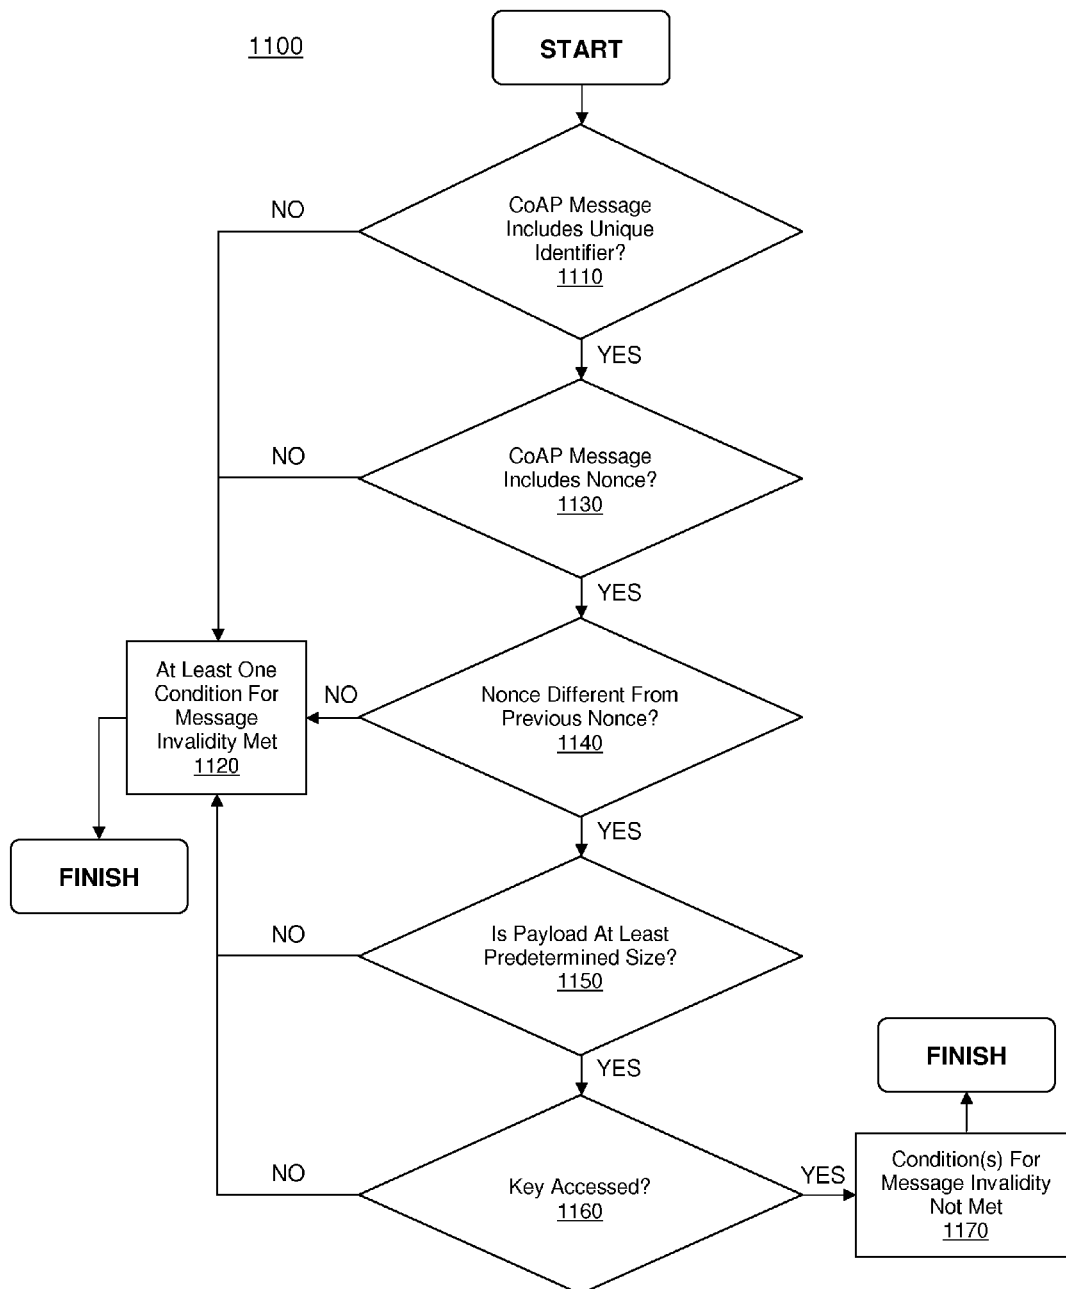 1100
START
CoAP Message
Includes Unique
Identifier?
1110
NO
YES
CoAP Message
Includes Nonce?
1130
NO
YES
At Least One
Condition For
Message
Invalidity Met
1120
NO
Nonce Different From
Previous Nonce?
1140
YES
FINISH
Is Payload At Least
Predetermined Size?
1150
NO
YES
FINISH
Key Accessed?
1160
NO
YES
Condition(s) For
Message Invalidity
Not Met
1170